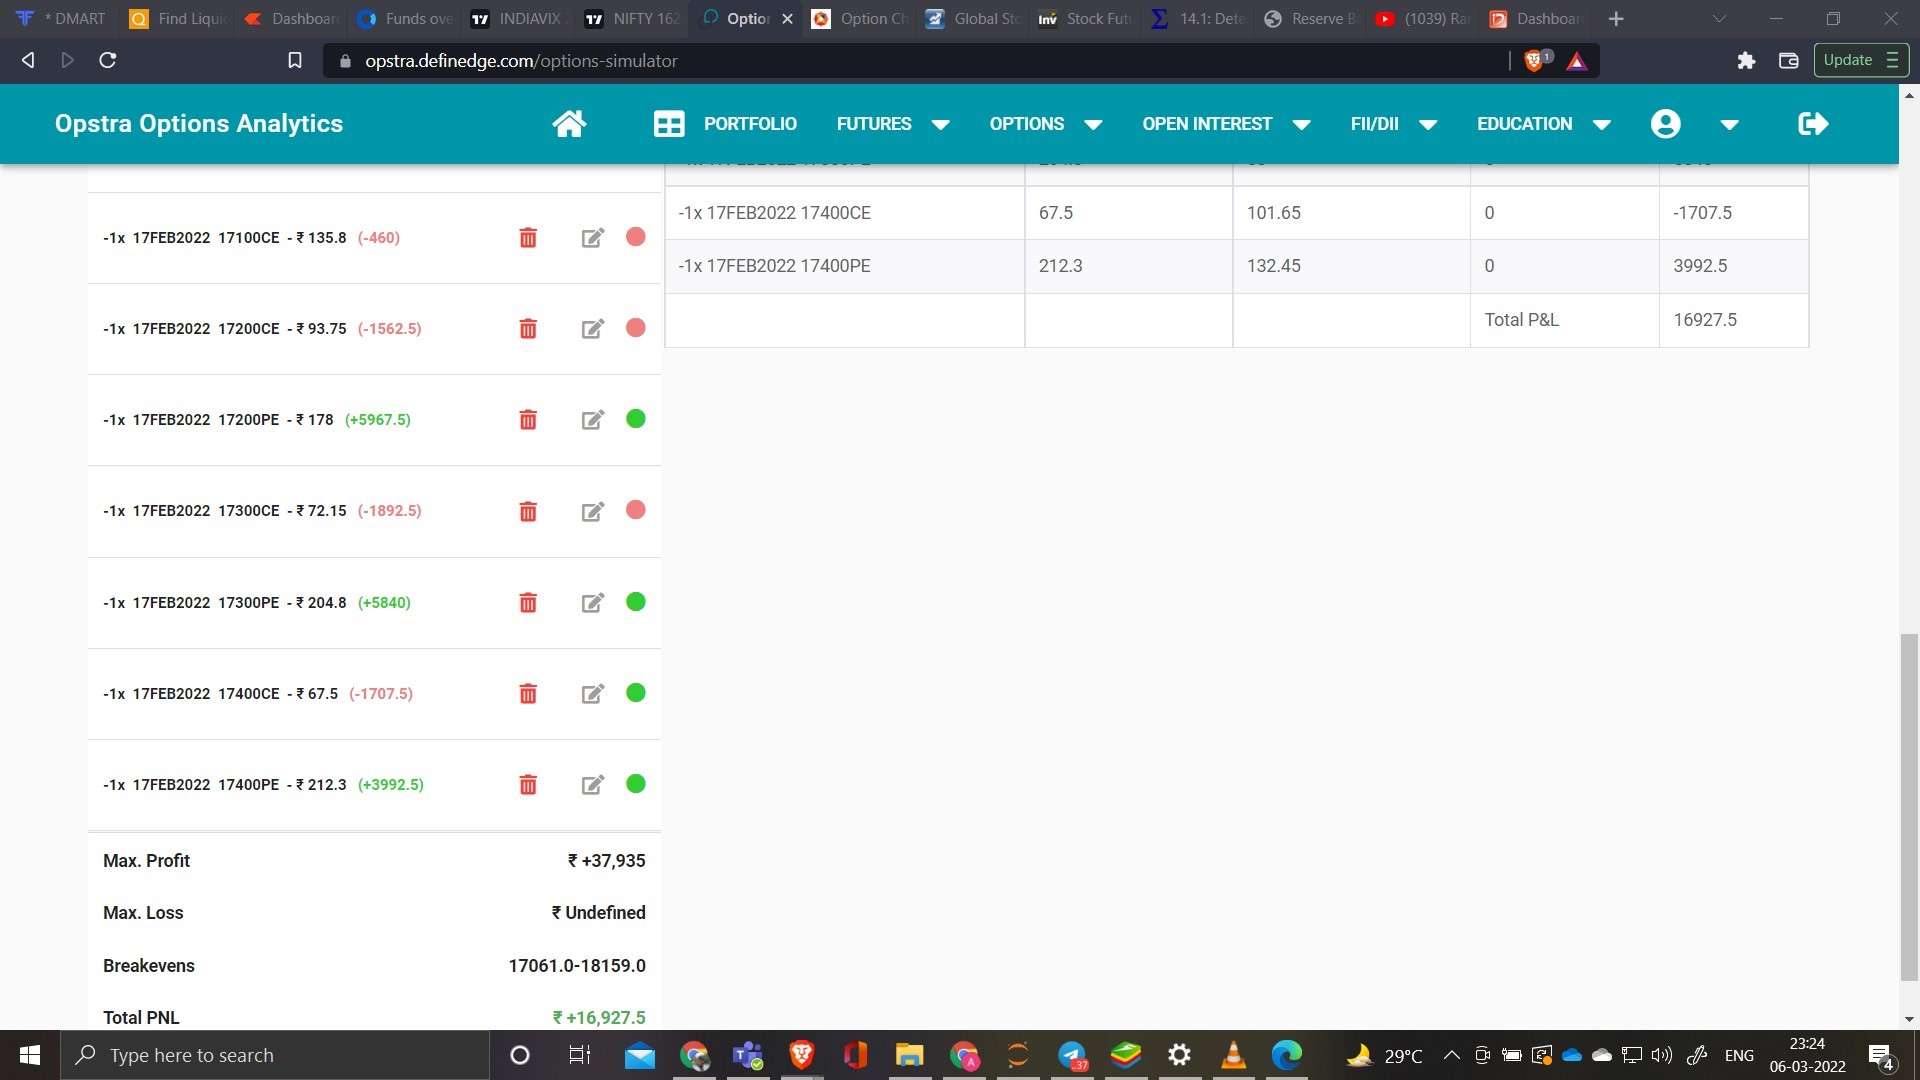 * DMART
Find Liqui
Dashboar
Funds ove
INDIAVIX
NIFTY 162
Option
Option Ch
Global Sto
Stock Futu
14.1: Dete
Reserve B
(1039) Ra
Dashboar
opstra.definedge.com/options-simulator
1
Update
Opstra Options Analytics
PORTFOLIO
FUTURES
OPTIONS
OPEN INTEREST
FII/DII
EDUCATION
-1x 17FEB2022 17100CE - ₹ 135.8 (-460)
-1x 17FEB2022 17200CE - ₹ 93.75 (-1562.5)
-1x 17FEB2022 17200PE - ₹ 178 (+5967.5)
-1x 17FEB2022 17300CE - ₹ 72.15 (-1892.5)
-1x 17FEB2022 17300PE - ₹ 204.8 (+5840)
-1x 17FEB2022 17400CE - ₹ 67.5 (-1707.5)
-1x 17FEB2022 17400PE - ₹ 212.3 (+3992.5)
Max. Profit ₹ +37,935
Max. Loss ₹ Undefined
Breakevens 17061.0-18159.0
Total PNL ₹ +16,927.5
-1x 17FEB2022 17400CE 67.5 101.65 0 -1707.5
-1x 17FEB2022 17400PE 212.3 132.45 0 3992.5
Total P&L 16927.5
Type here to search
37
29°C
ENG
23:24
06-03-2022
4